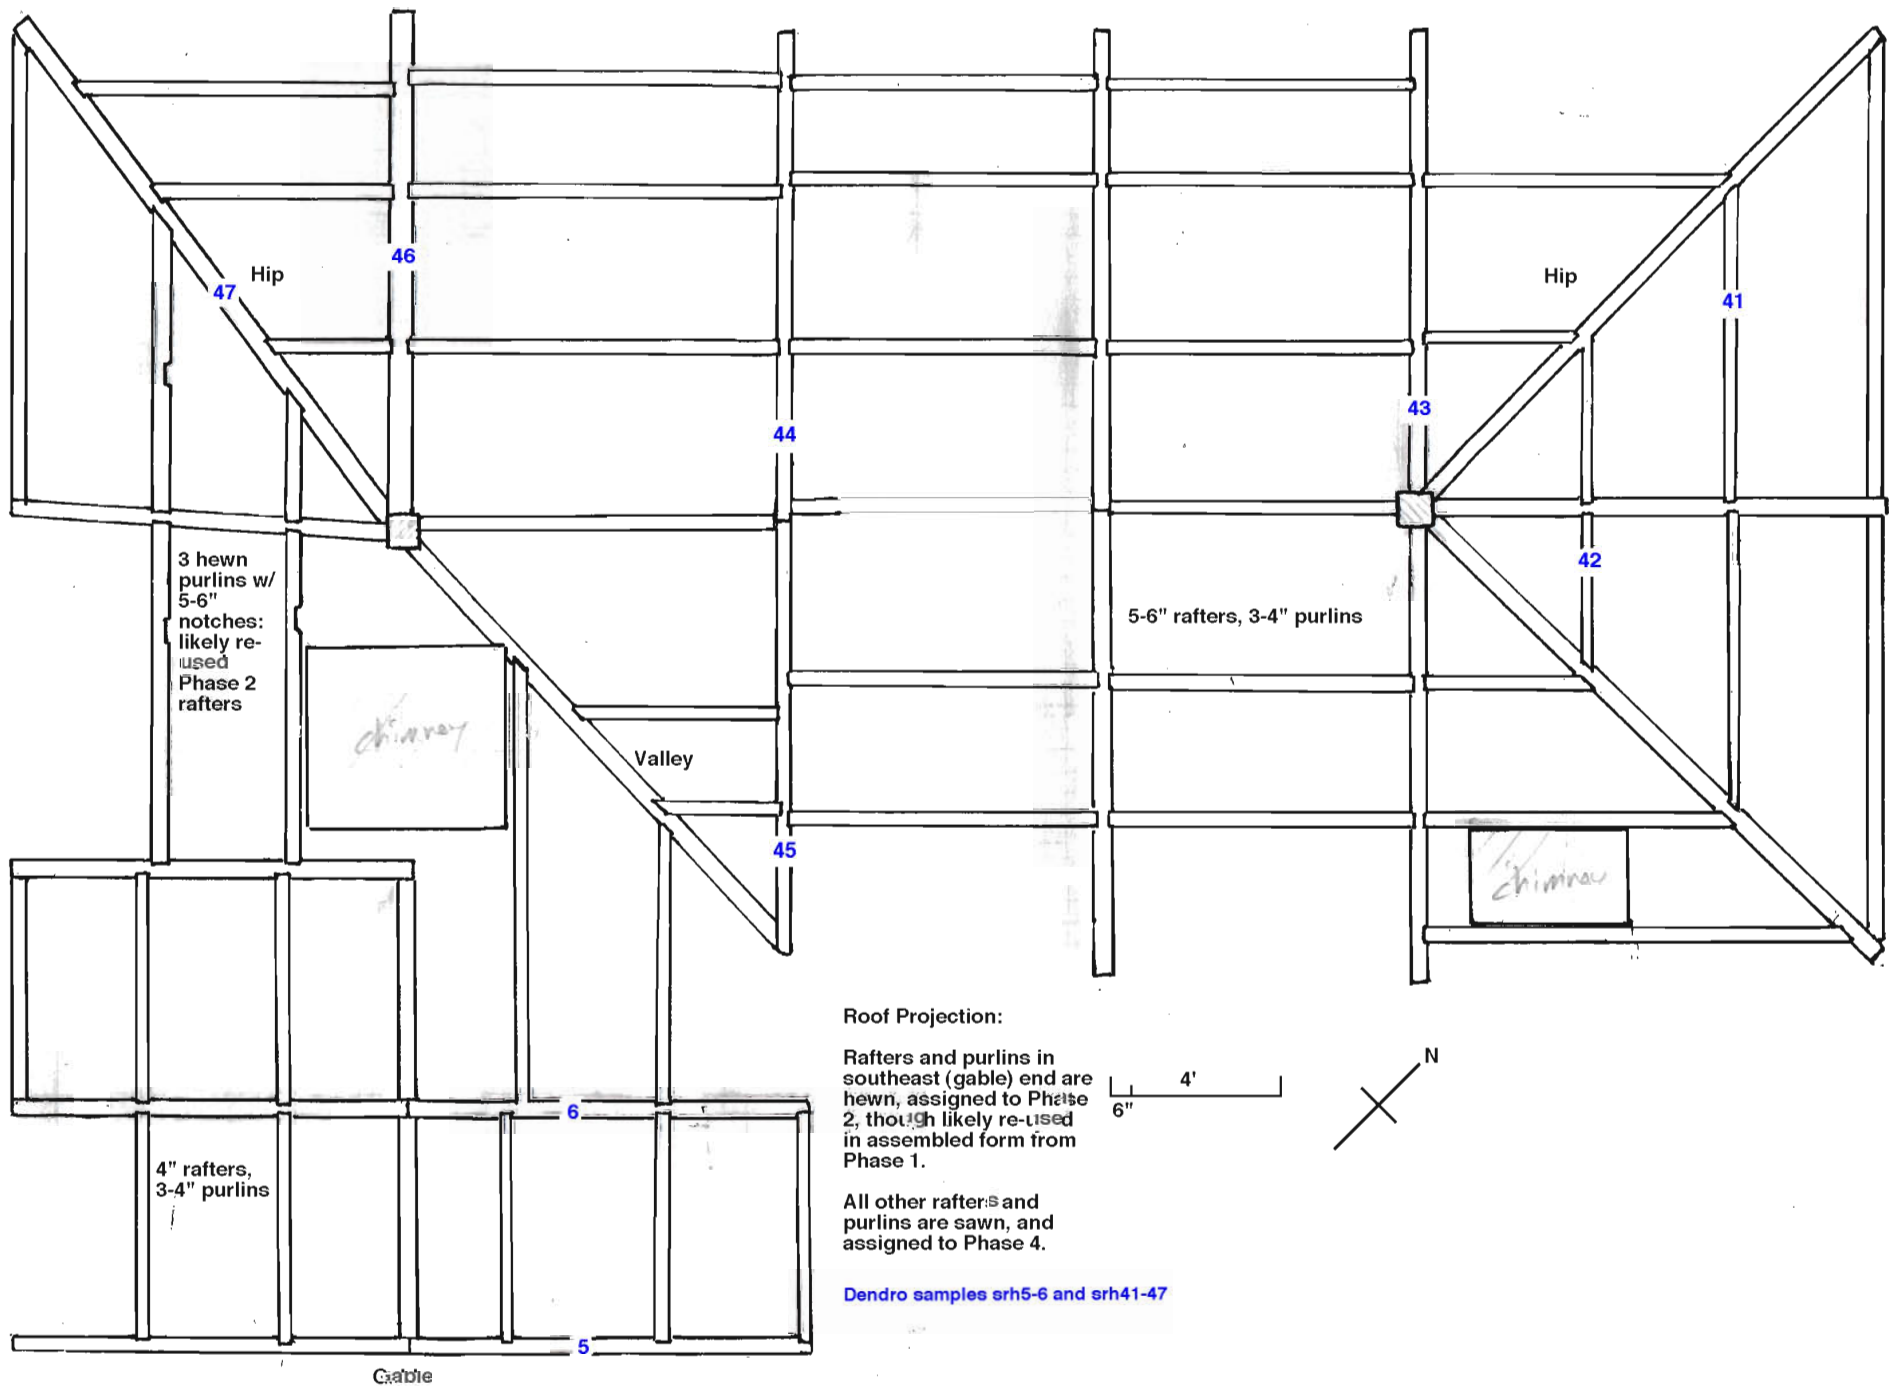 46
Hip
47
Hip
41
43
44
3 hewn
purlins w/
5-6"
notches:
likely re-
used
Phase 2
rafters
42
5-6" rafters, 3-4" purlins
chimney
Valley
45
chimney
Roof Projection:
Rafters and purlins in
southeast (gable) end are
hewn, assigned to Phase
2, though likely re-used
in assembled form from
Phase 1.
All other rafters and
purlins are sawn, and
assigned to Phase 4.
Dendro samples srh5-6 and srh41-47
4'
6"
N
6
4" rafters,
3-4" purlins
5
Gable